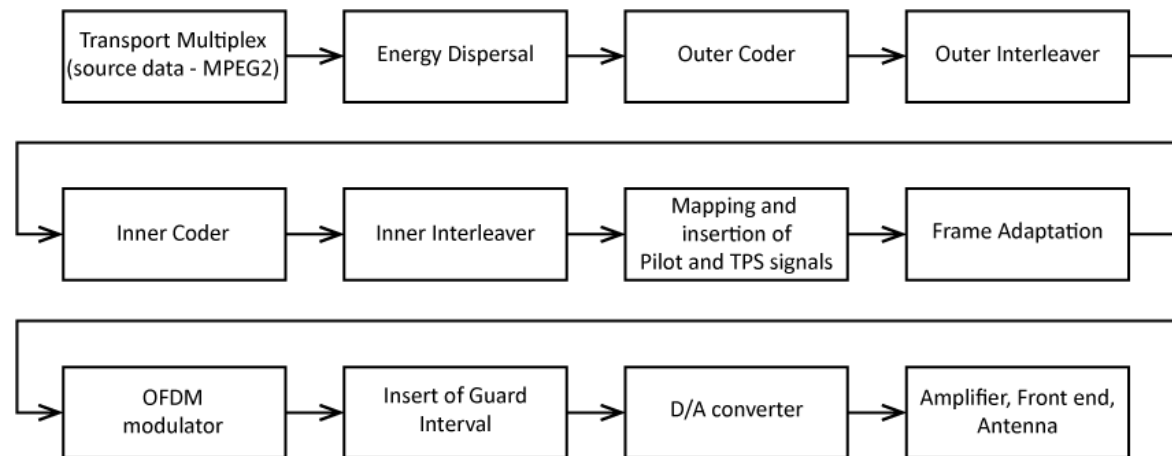 Transport Multiplex
(source data - MPEG2)
Energy Dispersal
Outer Coder
Outer Interleaver
Inner Coder
Inner Interleaver
Mapping and
insertion of
Pilot and TPS signals
Frame Adaptation
OFDM
modulator
Insert of Guard
Interval
D/A converter
Amplifier, Front end,
Antenna